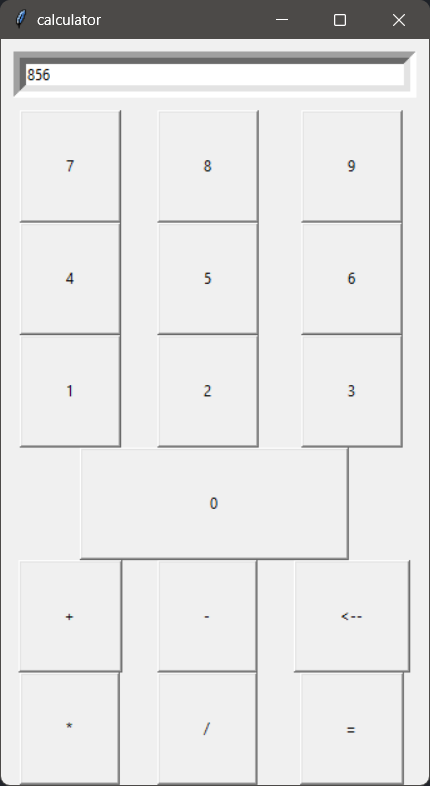 calculator
856
7 8 9
4 5 6
1 2 3
0
+ - <--
* / =